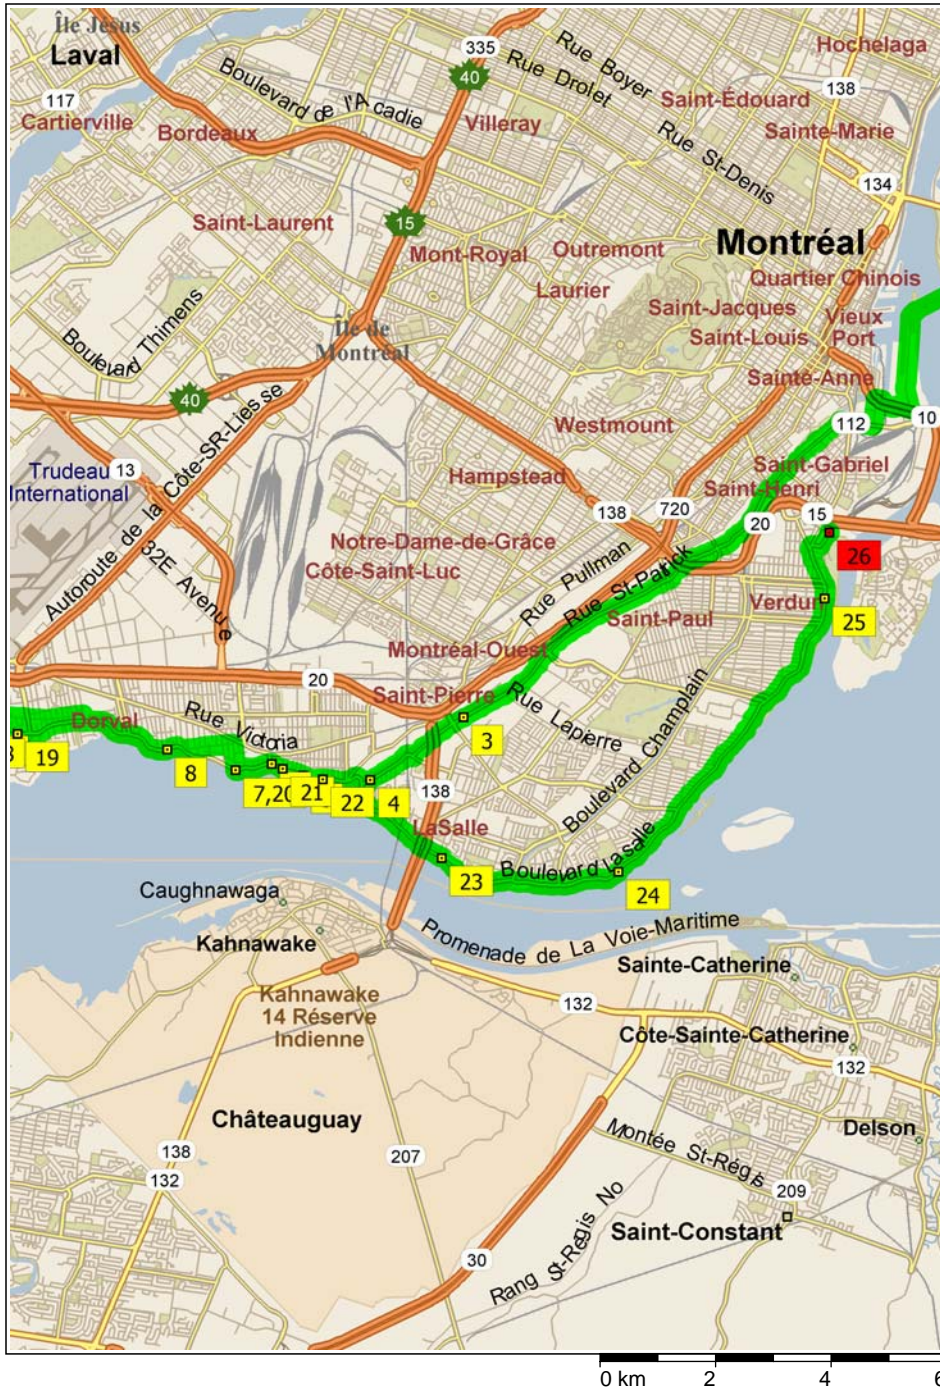 Île Jésus
Laval
117
Cartierville
Bordeaux
Boulevard de l'Acadie
335
40
Rue Drolet
Rue Boyer
Hochelaga
138
Saint-Édouard
Sainte-Marie
Villeray
Rue St-Denis
134
Saint-Laurent
15
Mont-Royal
Outremont
Montréal
Laurier
Quartier Chinois
Saint-Jacques
Vieux
Port
Saint-Louis
Boulevard Thimens
Île de
Montréal
Sainte-Anne
40
10
112
Westmount
Trudeau
International
13
Autoroute de la Côte-SR-Liesse
Hampstead
Saint-Gabriel
Saint-Henri
138
720
20
15
32E Avenue
Notre-Dame-de-Grâce
Côte-Saint-Luc
Rue Pullman
Rue St-Patrick
26
Saint-Paul
Verdun
25
Montréal-Ouest
20
Saint-Pierre
Rue Lapierre
Boulevard Champlain
Dorval
Rue Victoria
3
19
8
7,20
21
22
4
138
LaSalle
Boulevard Lasalle
23
24
Caughnawaga
Kahnawake
Promenade de La Voie-Maritime
Sainte-Catherine
Kahnawake
14 Réserve
Indienne
132
Côte-Sainte-Catherine
132
Châteauguay
Delson
138
132
207
Montée St-Régis
209
Saint-Constant
Rang St-Régis No
30
0 km
2
4
6